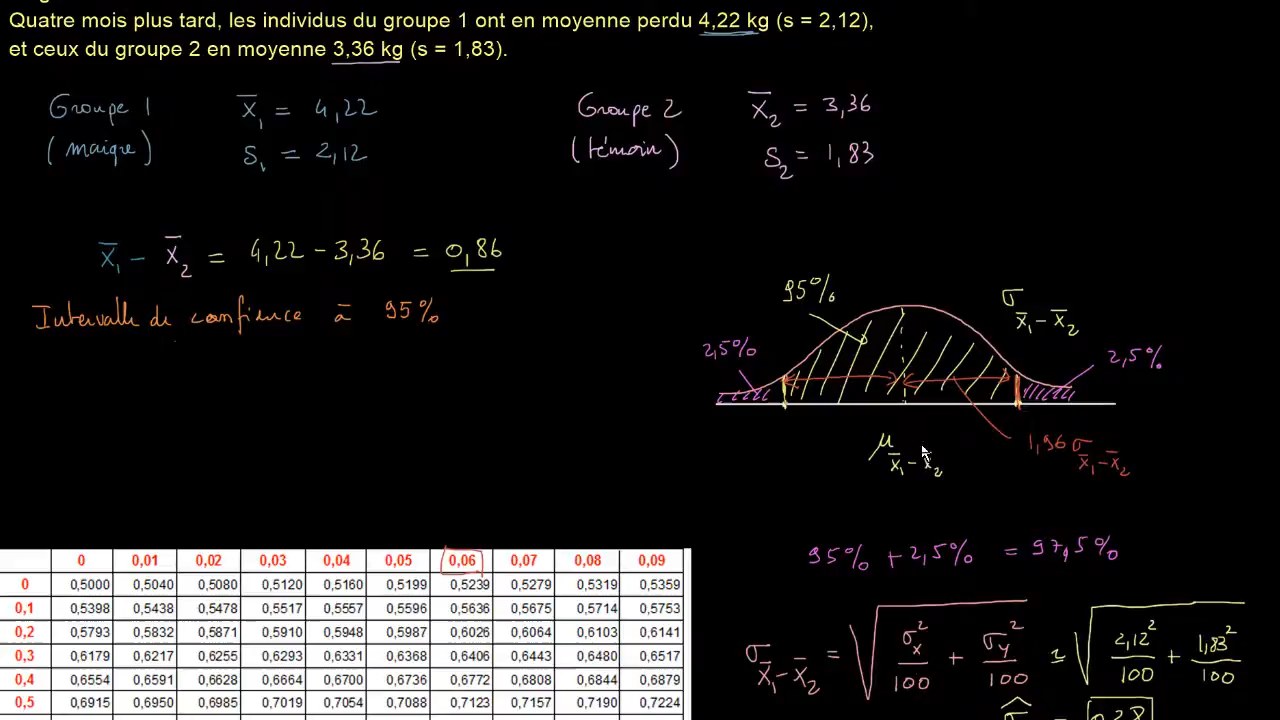 Quatre mois plus tard, les individus du groupe 1 ont en moyenne perdu 4,22 kg (s = 2,12),
et ceux du groupe 2 en moyenne 3,36 kg (s = 1,83).
Groupe 1 x̄₁ = 4,22
(maigre) s₁ = 2,12
Groupe 2 x̄₂ = 3,36
(témoin) s₂ = 1,83
x̄₁ - x̄₂ = 4,22 - 3,36 = 0,86
Intervalle de confience à 95%
95%
σ x̄₁-x̄₂
2,5%
2,5%
μ x̄₁-x̄₂
1,96 σ x̄₁-x̄₂
95% + 2,5% = 97,5%
σ x̄₁-x̄₂ = √(σx²/100 + σy²/100) ≃ √(2,12²/100 + 1,83²/100)
0 0,01 0,02 0,03 0,04 0,05 0,06 0,07 0,08 0,09
0 0,5000 0,5040 0,5080 0,5120 0,5160 0,5199 0,5239 0,5279 0,5319 0,5359
0,1 0,5398 0,5438 0,5478 0,5517 0,5557 0,5596 0,5636 0,5675 0,5714 0,5753
0,2 0,5793 0,5832 0,5871 0,5910 0,5948 0,5987 0,6026 0,6064 0,6103 0,6141
0,3 0,6179 0,6217 0,6255 0,6293 0,6331 0,6368 0,6406 0,6443 0,6480 0,6517
0,4 0,6554 0,6591 0,6628 0,6664 0,6700 0,6736 0,6772 0,6808 0,6844 0,6879
0,5 0,6915 0,6950 0,6985 0,7019 0,7054 0,7088 0,7123 0,7157 0,7190 0,7224